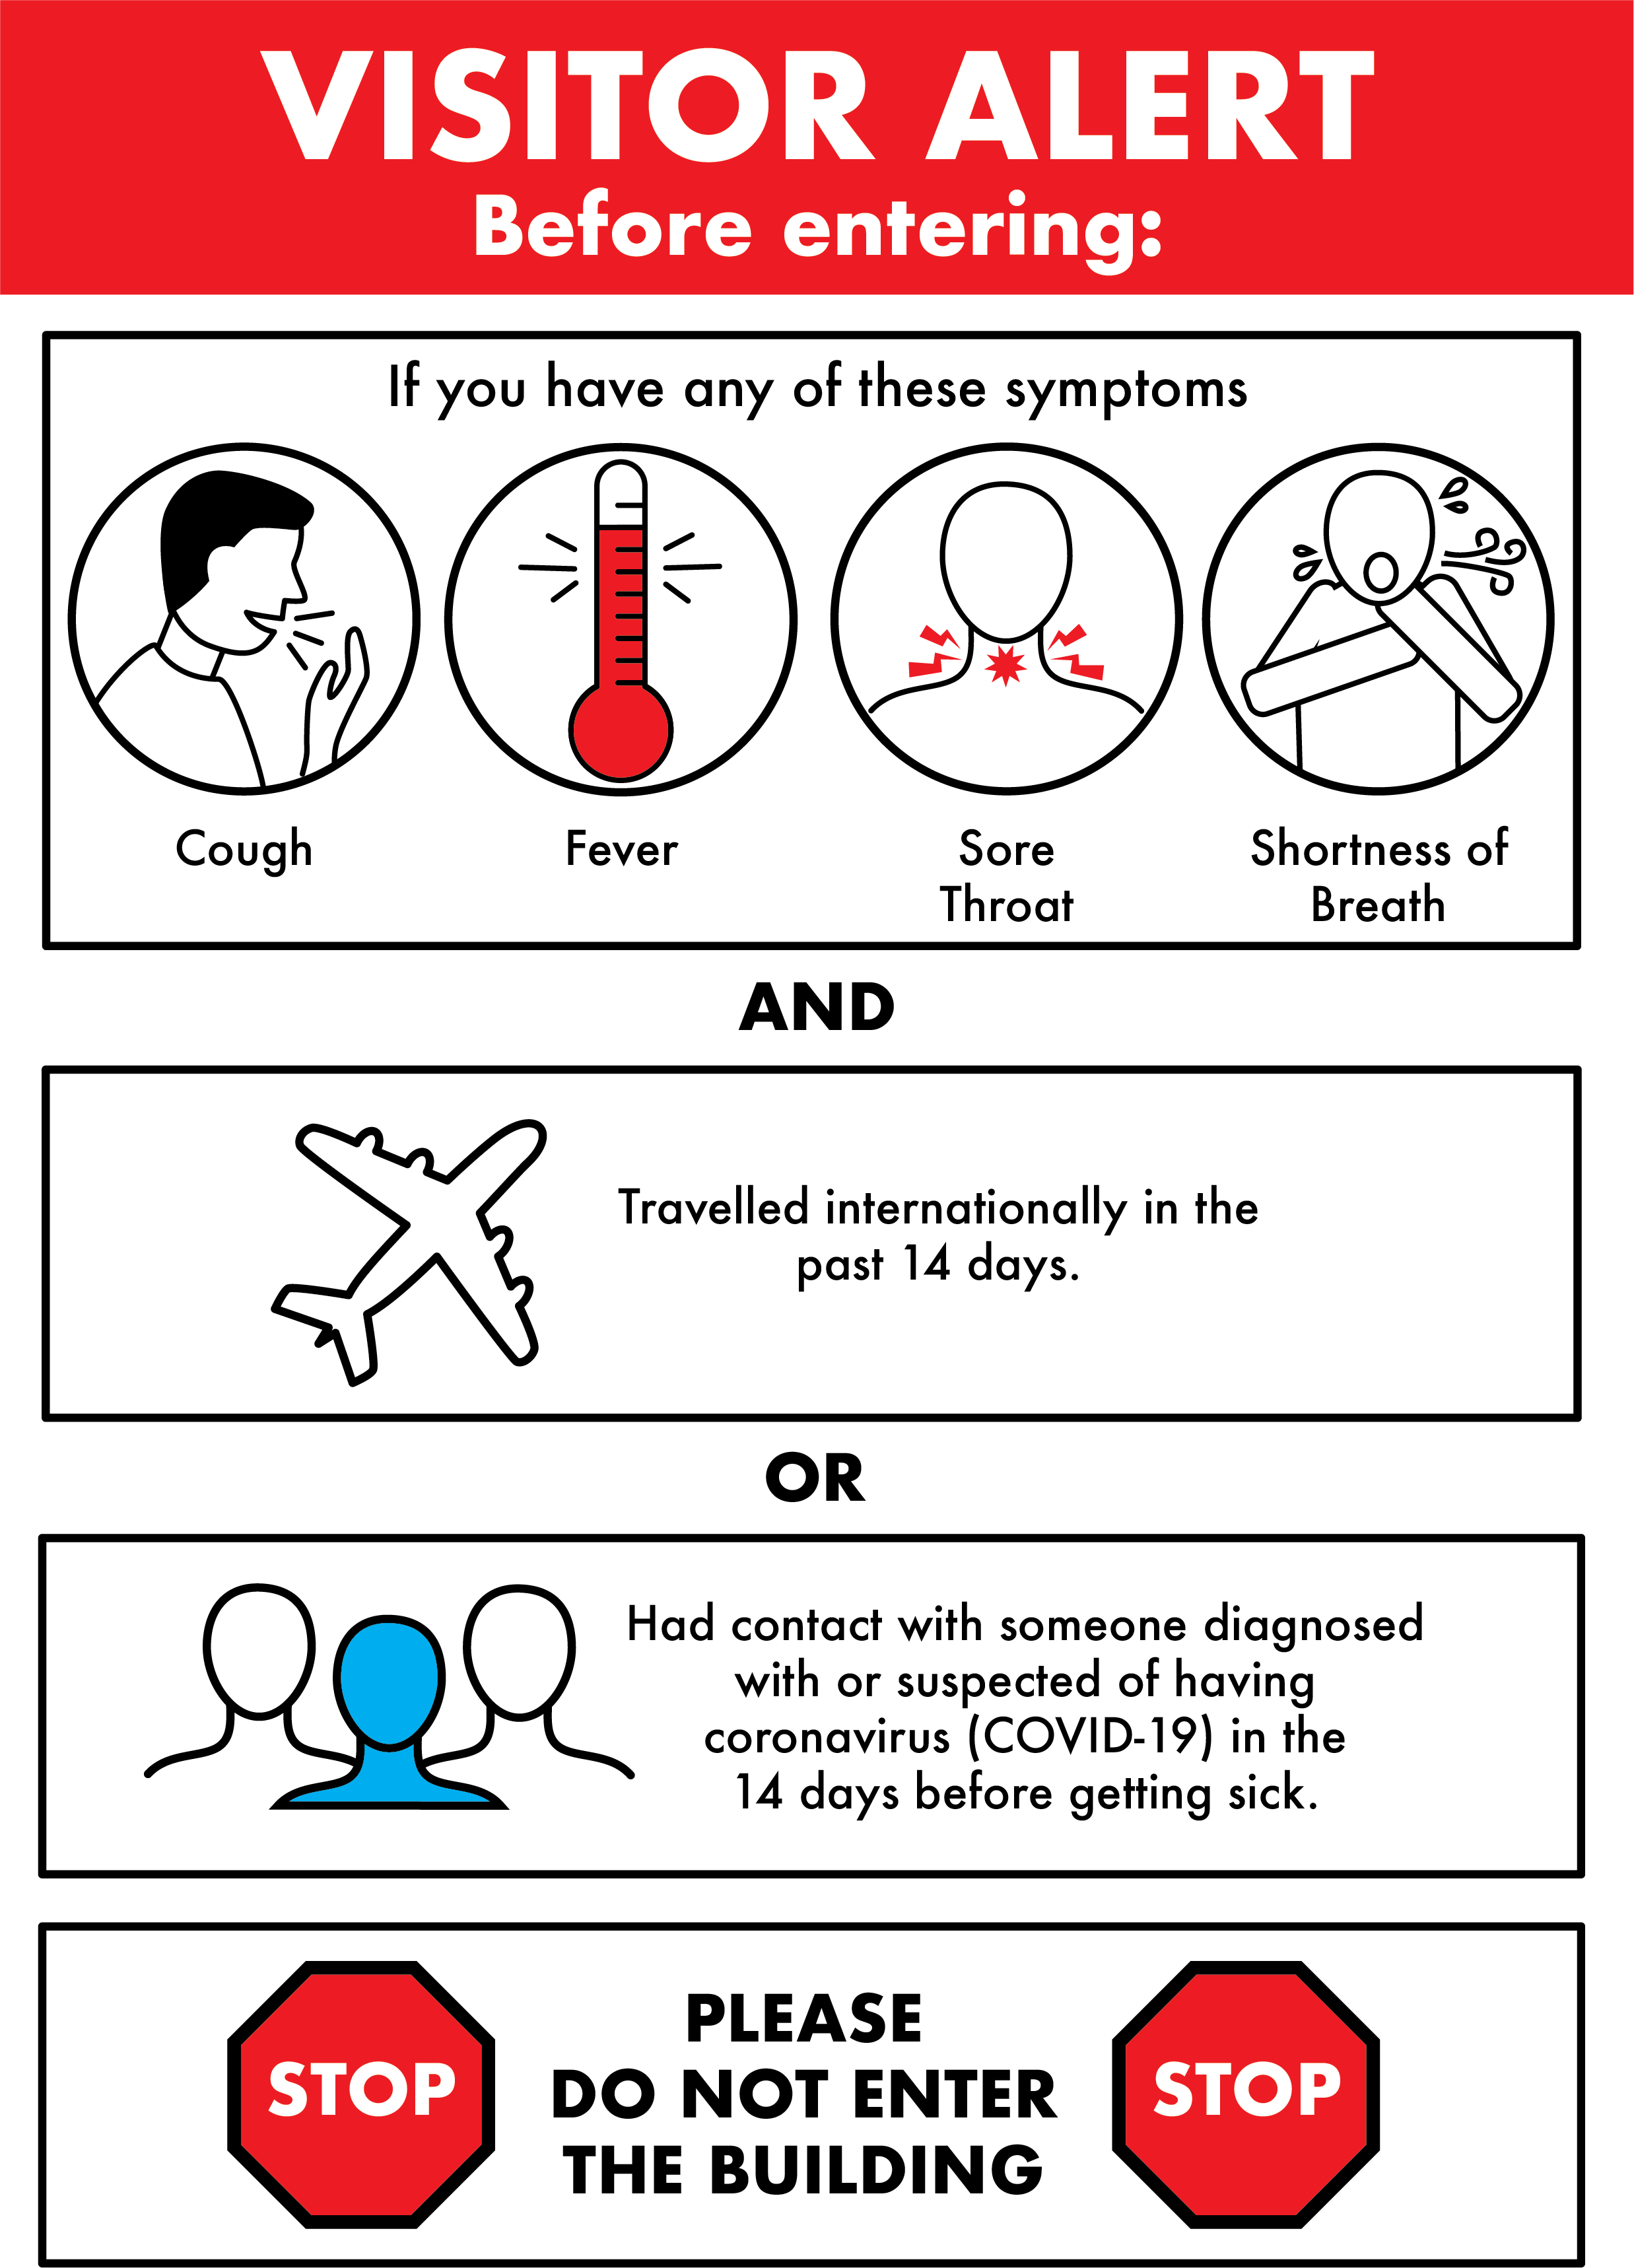 VISITOR ALERT
Before entering:
If you have any of these symptoms
Cough
Fever
Sore
Throat
Shortness of
Breath
AND
Travelled internationally in the
past 14 days.
OR
Had contact with someone diagnosed
with or suspected of having
coronavirus (COVID-19) in the
14 days before getting sick.
STOP
PLEASE
DO NOT ENTER
THE BUILDING
STOP